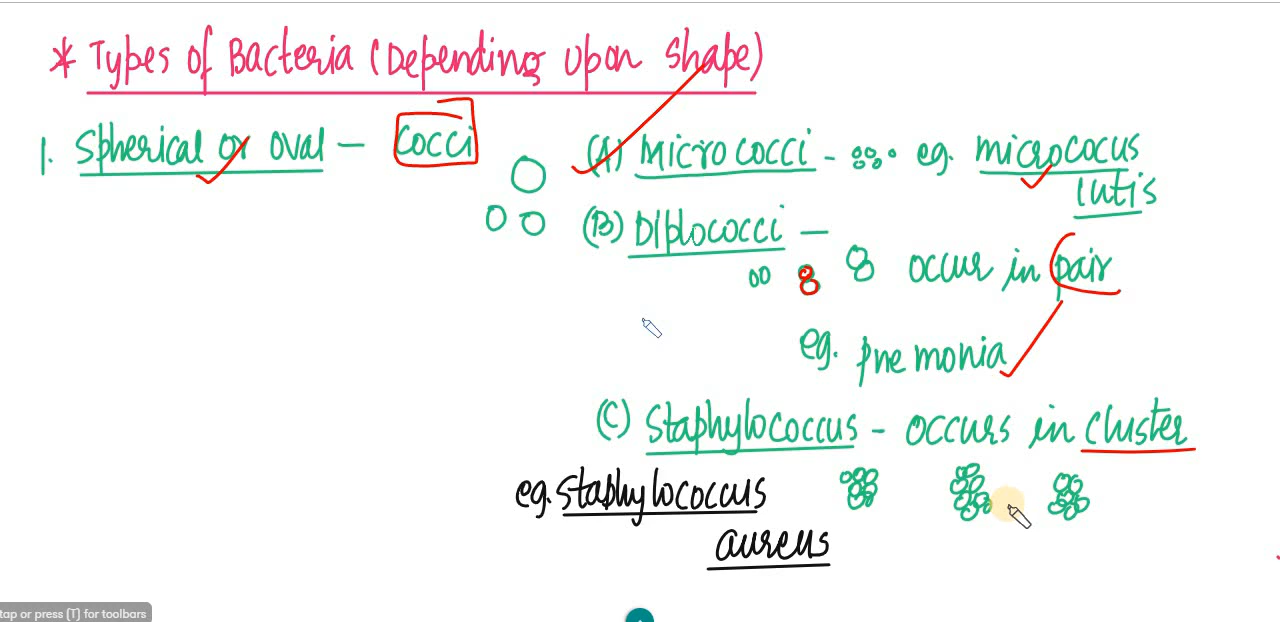 * Types of Bacteria (Depending Upon Shape)
1. Spherical or oval - Cocci
(A) Micrococci - eg. micrococus
lutis
(B) Diplococci -
occur in pair
eg. pnemonia
(C) Staphylococcus - occurs in cluster
eg. staphylococcus
aureus
tap or press (T) for toolbars